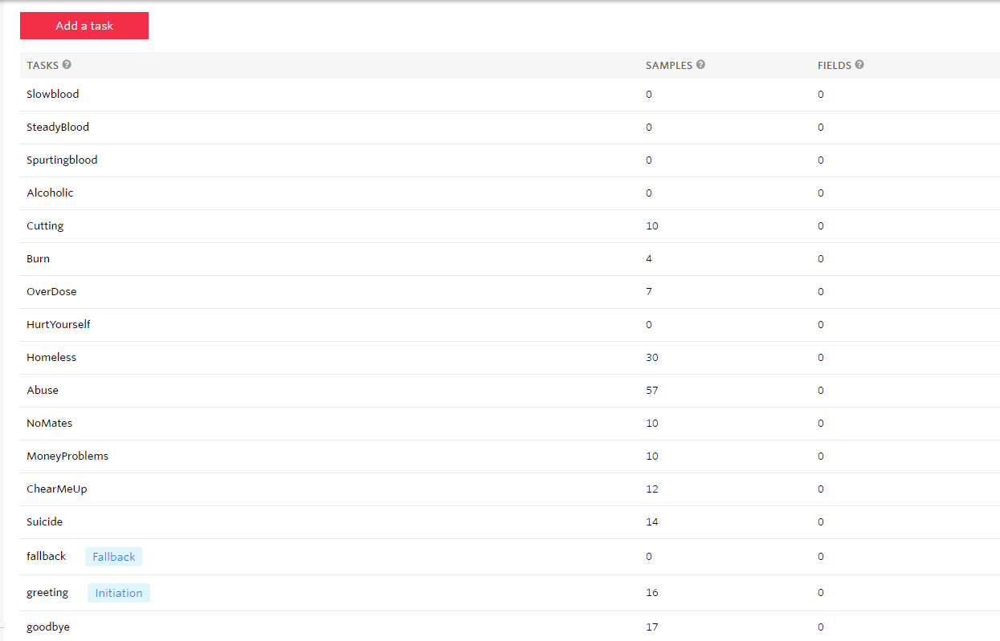 Add a task
TASKS SAMPLES FIELDS
Slowblood 0 0
SteadyBlood 0 0
Spurtingblood 0 0
Alcoholic 0 0
Cutting 10 0
Burn 4 0
OverDose 7 0
HurtYourself 0 0
Homeless 30 0
Abuse 57 0
NoMates 10 0
MoneyProblems 10 0
ChearMeUp 12 0
Suicide 14 0
fallback Fallback 0 0
greeting Initiation 16 0
goodbye 17 0